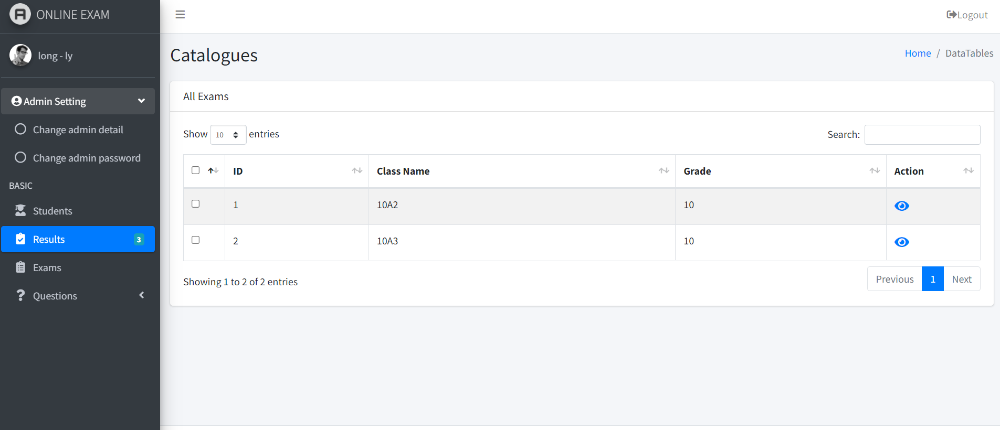 ONLINE EXAM
Logout
long - ly
Catalogues
Home / DataTables
Admin Setting
Change admin detail
Change admin password
BASIC
Students
Results 3
Exams
Questions
All Exams
Show 10 entries
Search:
ID Class Name Grade Action
1 10A2 10
2 10A3 10
Showing 1 to 2 of 2 entries
Previous 1 Next